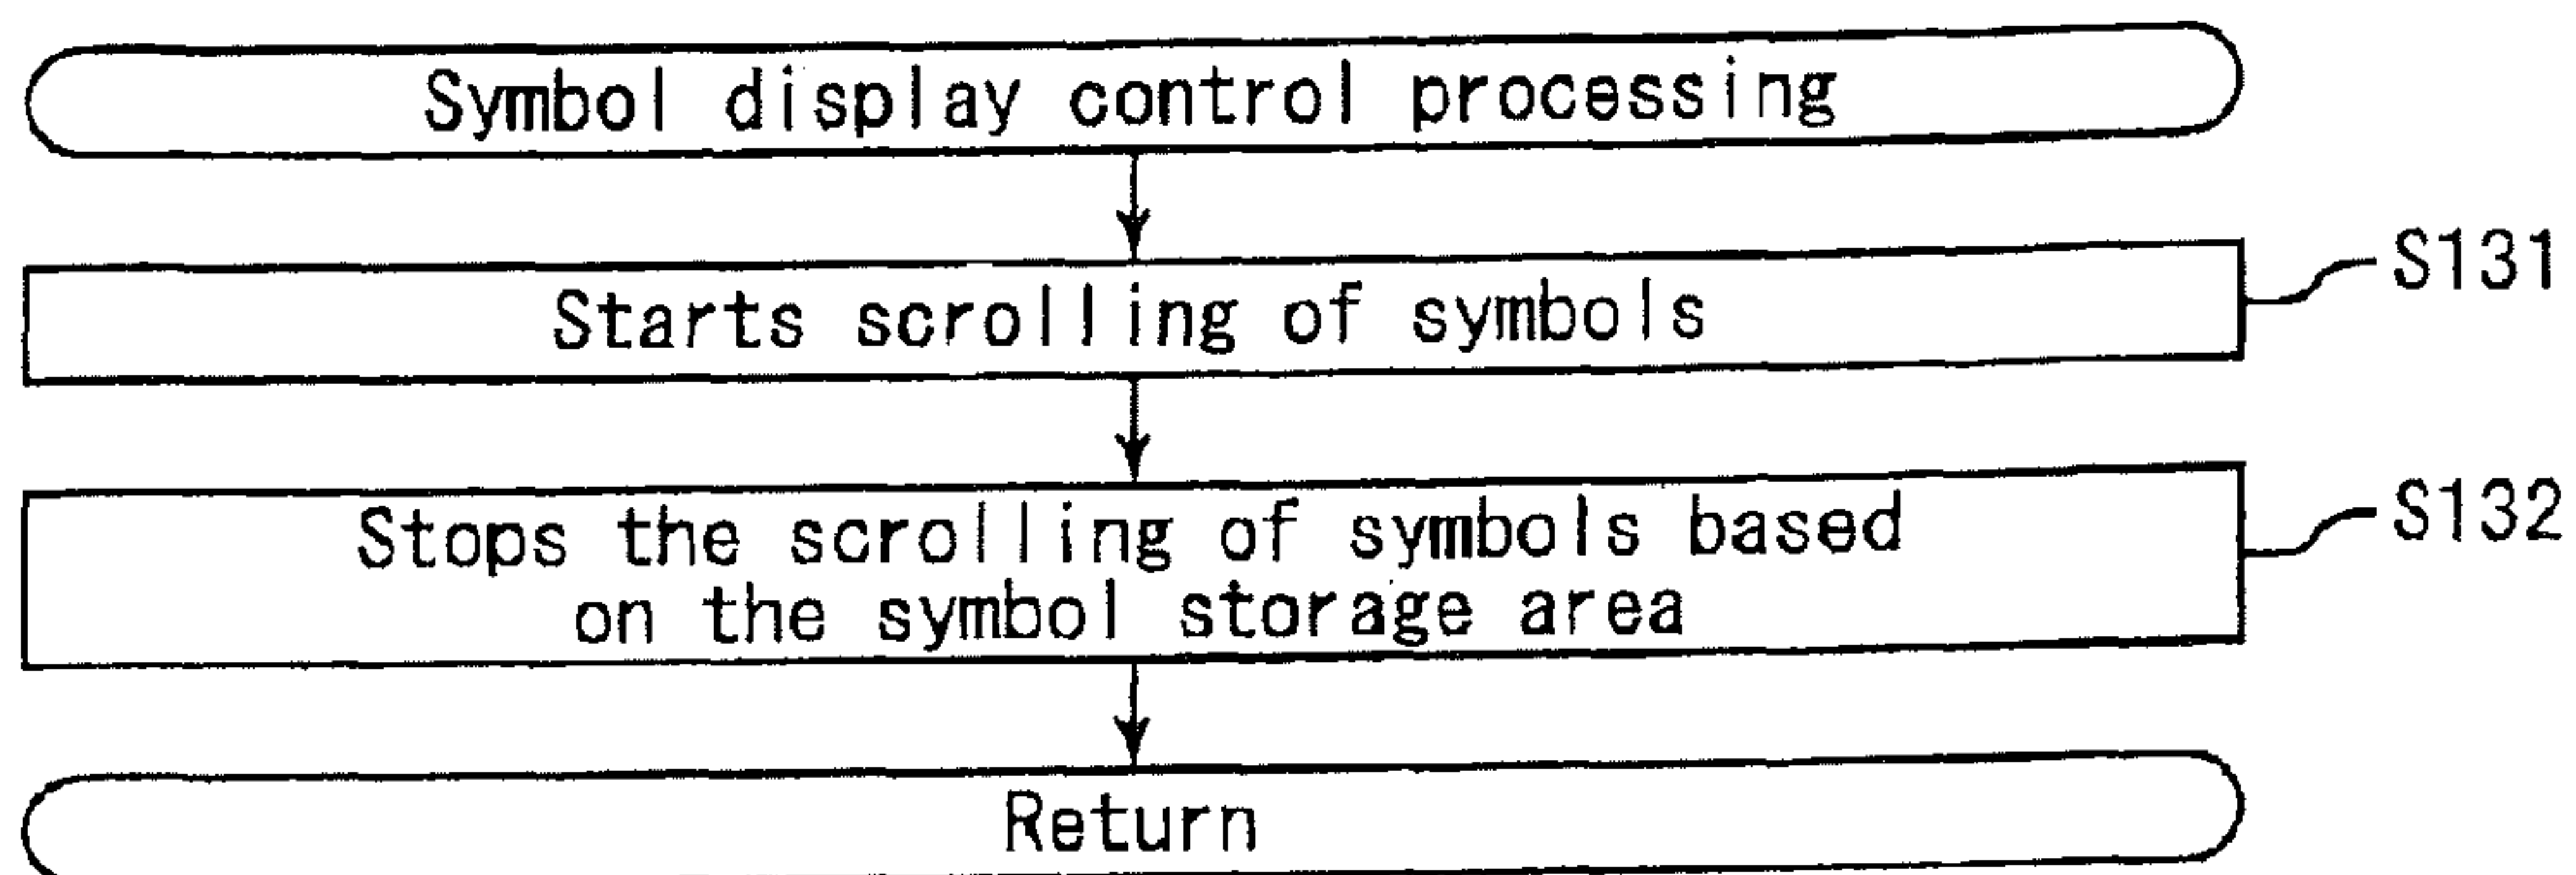 Symbol display control processing
Starts scrolling of symbols
S131
Stops the scrolling of symbols based
on the symbol storage area
S132
Return